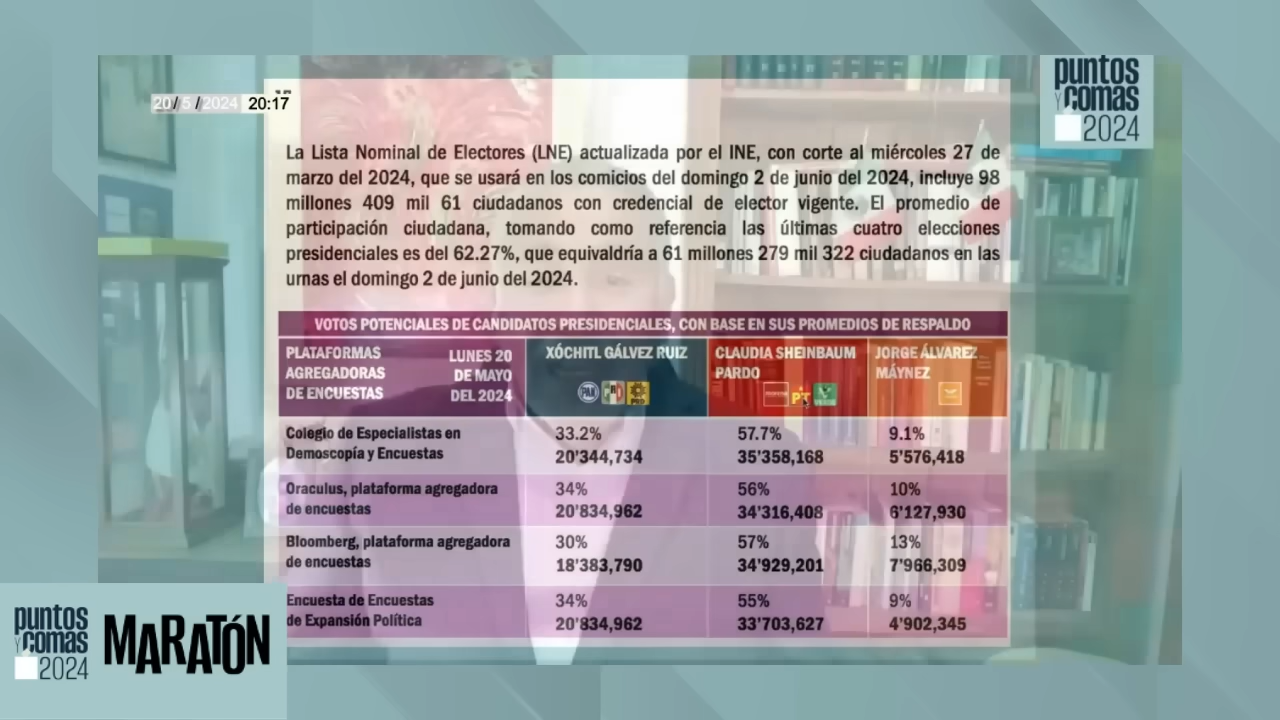 20/ 5 /2024 20:17
puntos
y comas
2024
La Lista Nominal de Electores (LNE) actualizada por el INE, con corte al miércoles 27 de
marzo del 2024, que se usará en los comicios del domingo 2 de junio del 2024, incluye 98
millones 409 mil 61 ciudadanos con credencial de elector vigente. El promedio de
participación ciudadana, tomando como referencia las últimas cuatro elecciones
presidenciales es del 62.27%, que equivaldría a 61 millones 279 mil 322 ciudadanos en las
urnas el domingo 2 de junio del 2024.
VOTOS POTENCIALES DE CANDIDATOS PRESIDENCIALES, CON BASE EN SUS PROMEDIOS DE RESPALDO
PLATAFORMAS
AGREGADORAS
DE ENCUESTAS
LUNES 20
DE MAYO
DEL 2024
XÓCHITL GÁLVEZ RUIZ
PAN PRI PRD
CLAUDIA SHEINBAUM
PARDO
morena PT VERDE
JORGE ÁLVAREZ
MÁYNEZ
Colegio de Especialistas en
Demoscopía y Encuestas
33.2%
20'344,734
57.7%
35'358,168
9.1%
5'576,418
Oraculus, plataforma agregadora
de encuestas
34%
20'834,962
56%
34'316,408
10%
6'127,930
Bloomberg, plataforma agregadora
de encuestas
30%
18'383,790
57%
34'929,201
13%
7'966,309
Encuesta de Encuestas
de Expansión Política
34%
20'834,962
55%
33'703,627
9%
4'902,345
puntos
y comas
2024
MARATÓN